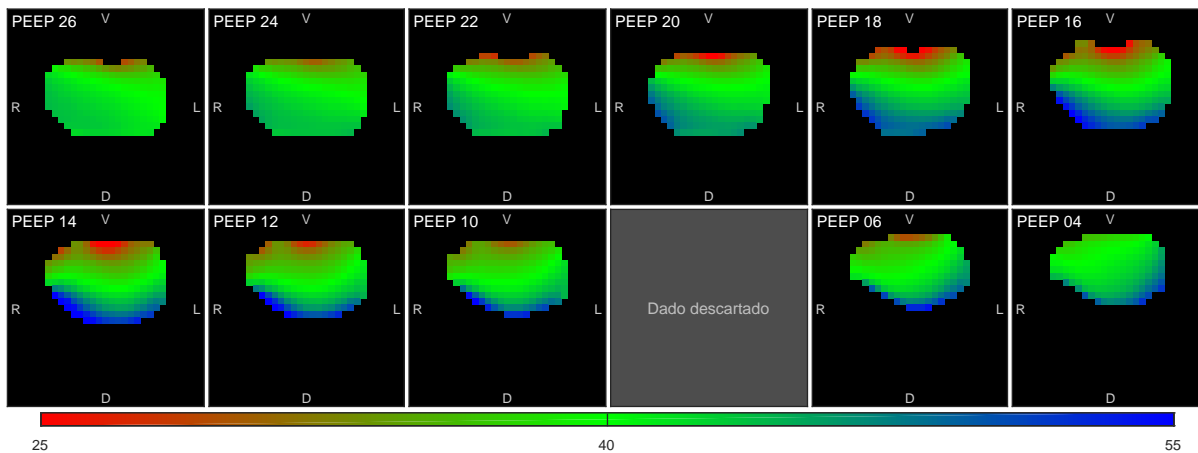 PEEP 26 V R
D
PEEP 24 V
D
PEEP 22 V
D
PEEP 20 V
D
PEEP 18 V
D
PEEP 16 V
D
R L R L R L
PEEP 14 V
R L
D
PEEP 12 V
D
PEEP 10 V
R
D
Dado descartado
L
PEEP 06 V
R
D
PEEP 04 V
L
D
25 40 55